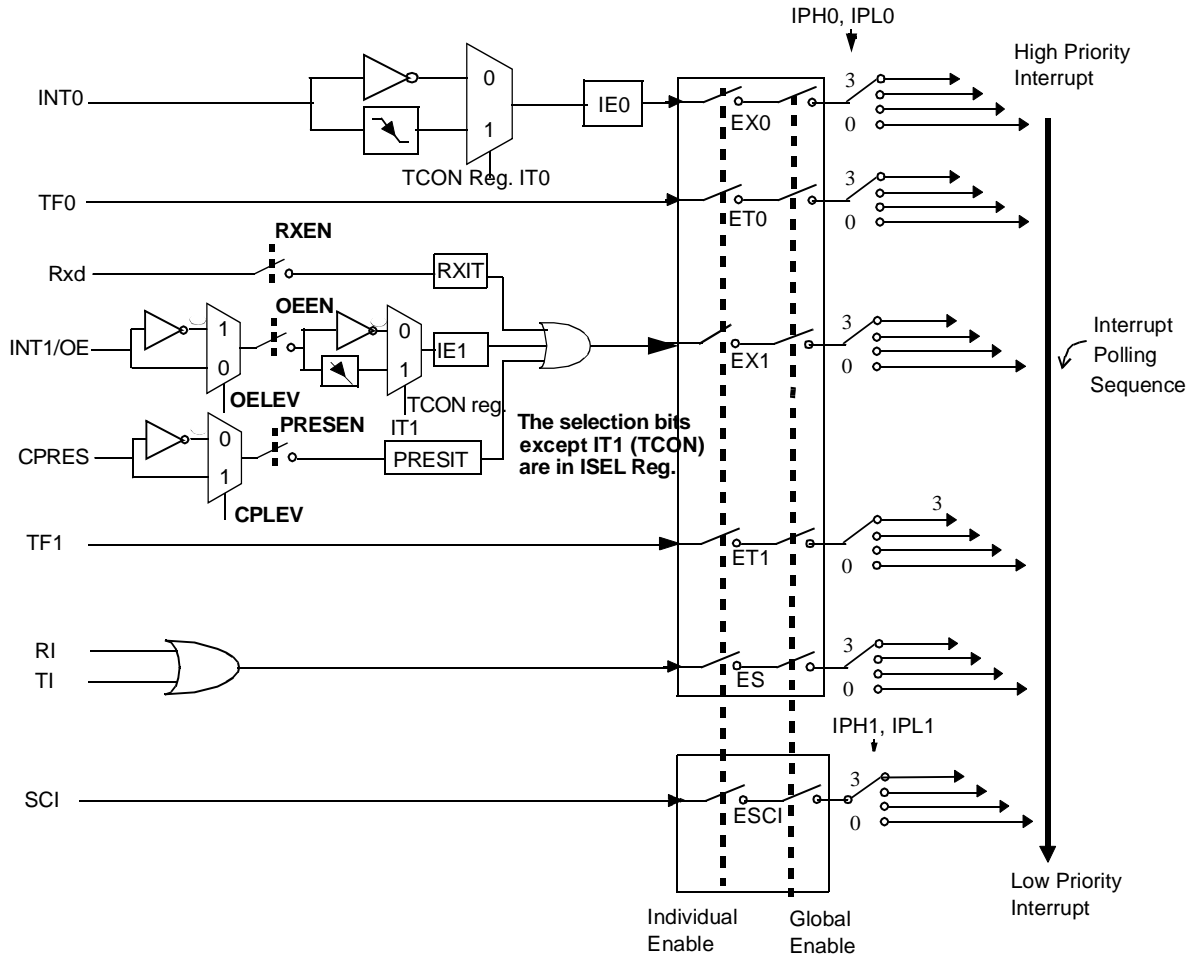 IPH0, IPL0
High Priority
Interrupt
INT0
0
1
IE0
EX0
3
0
TCON Reg. IT0
TF0
ET0
3
0
RXEN
Rxd
RXIT
OEEN
INT1/OE
1
0
0
1
IE1
EX1
3
0
Interrupt
Polling
Sequence
OELEV
TCON reg.
IT1
PRESEN
CPRES
0
1
PRESIT
The selection bits
except IT1 (TCON)
are in ISEL Reg.
CPLEV
TF1
ET1
3
0
RI
TI
ES
3
0
IPH1, IPL1
SCI
ESCI
3
0
Low Priority
Interrupt
Individual
Enable
Global
Enable